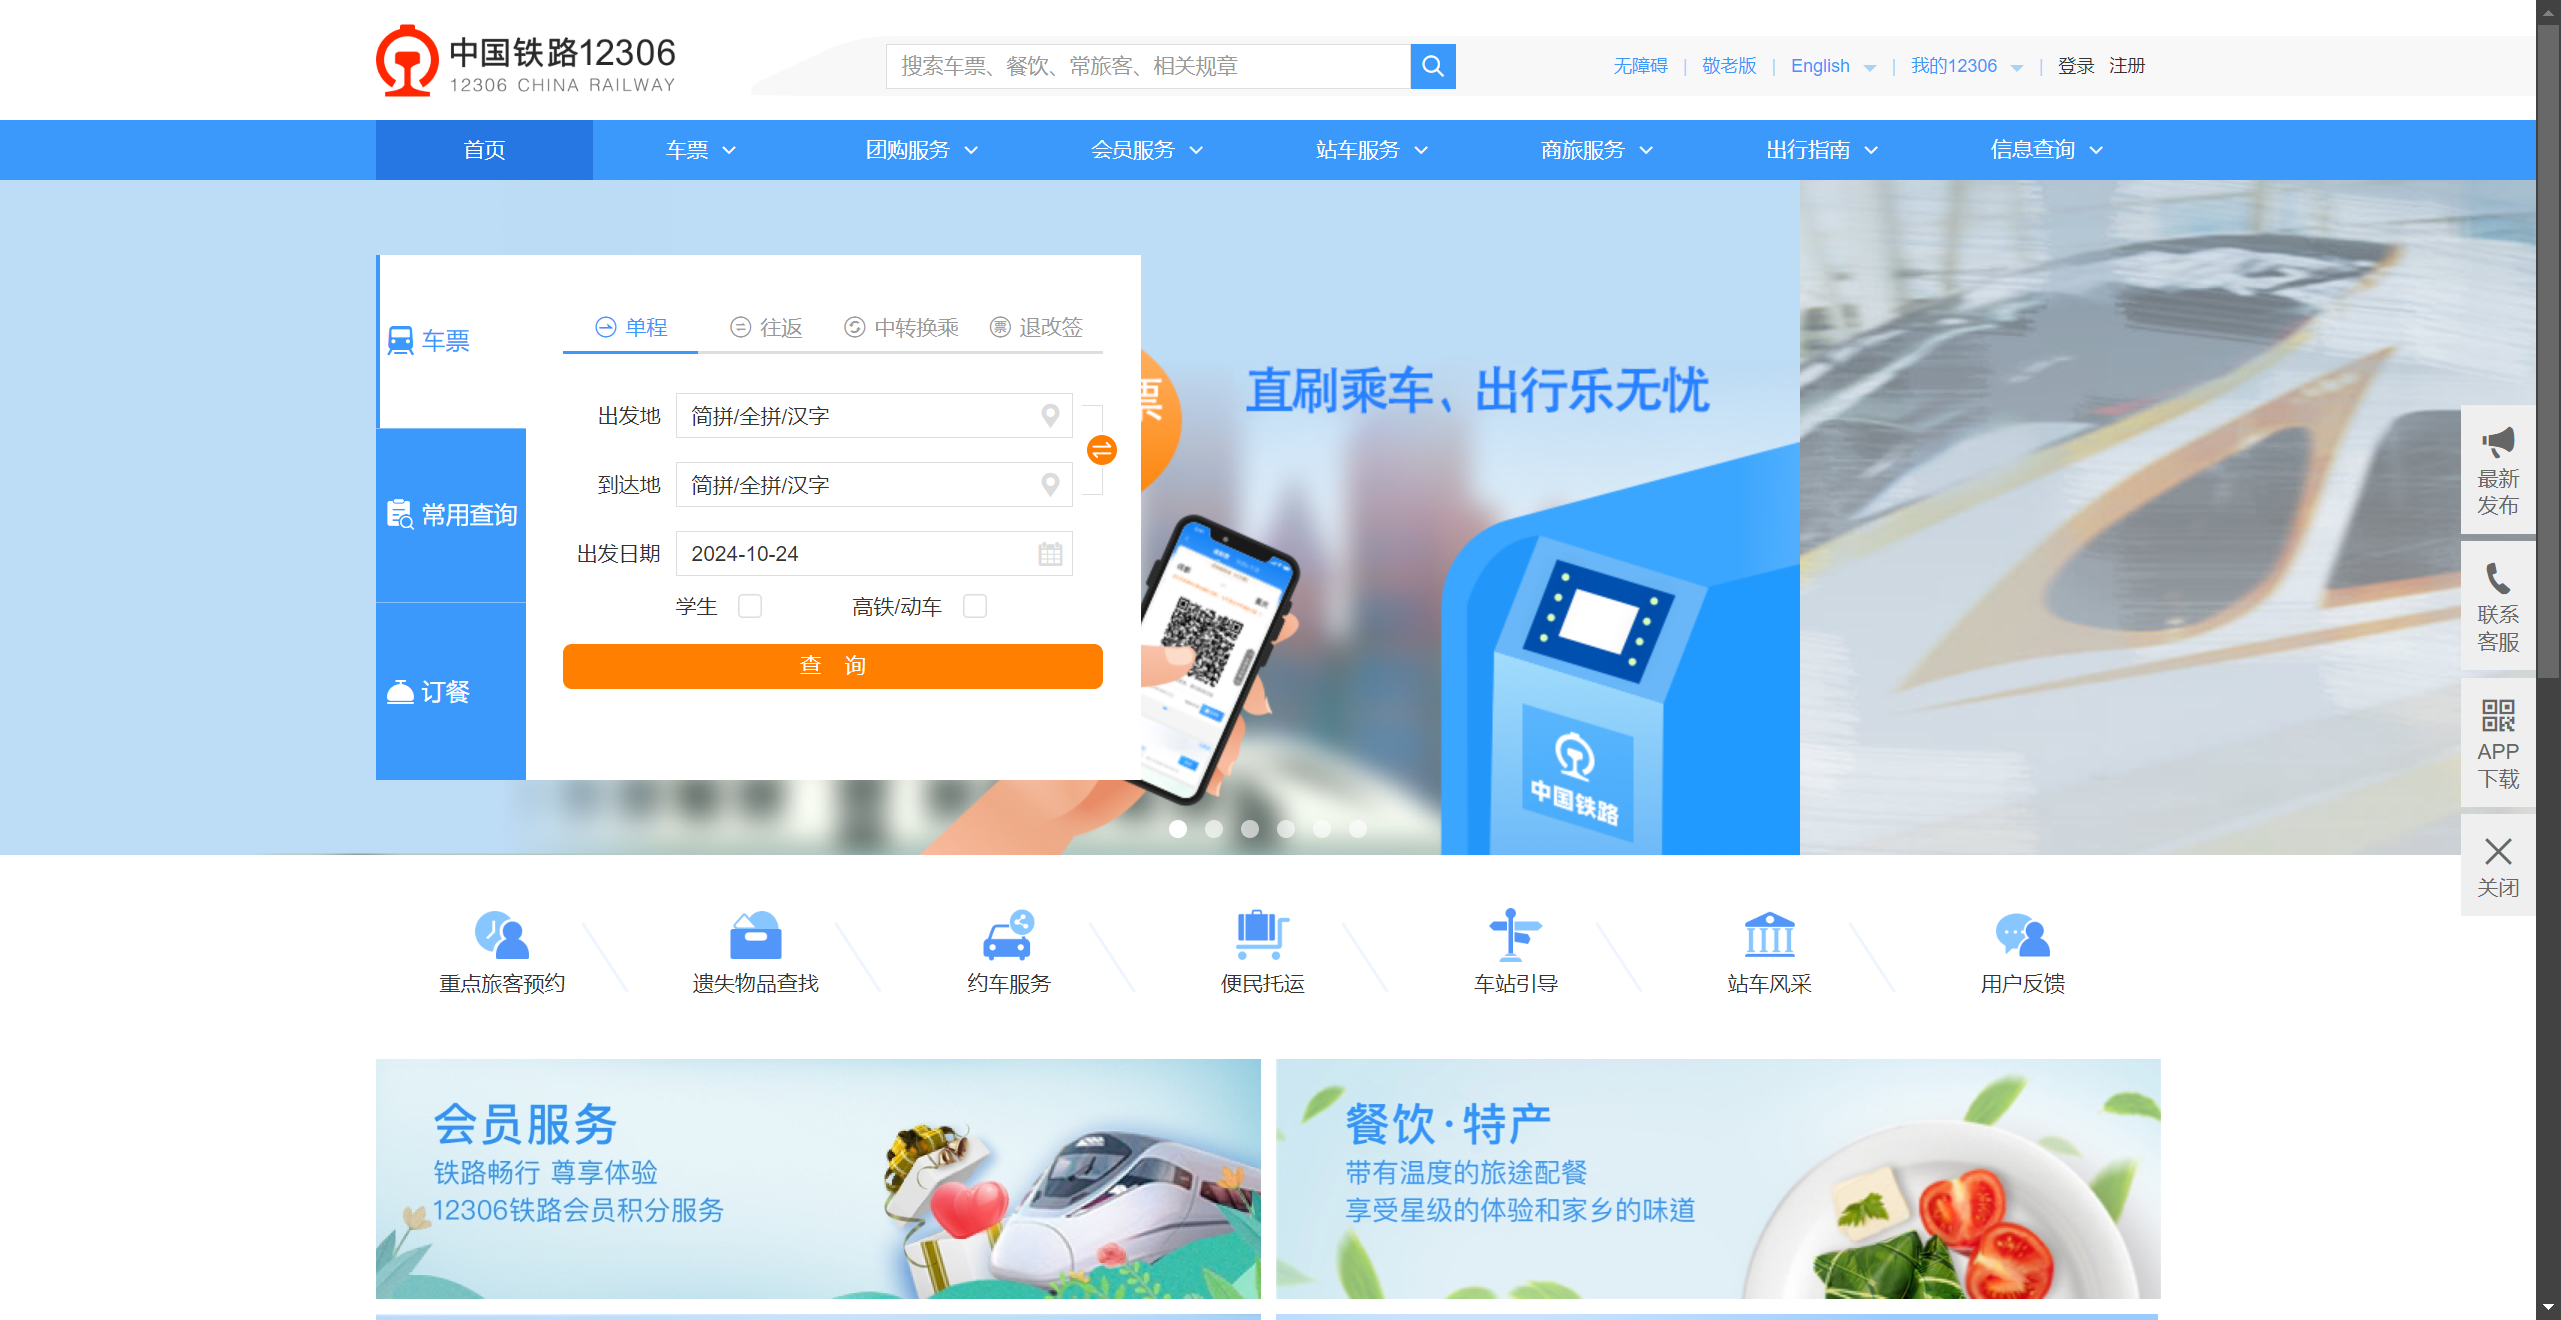 中国铁路12306
12306 CHINA RAILWAY
搜索车票、餐饮、常旅客、相关规章
无障碍 | 敬老版 | English | 我的12306 | 登录 注册
首页 车票 团购服务 会员服务 站车服务 商旅服务 出行指南 信息查询
车票
常用查询
订餐
单程 往返 中转换乘 票 退改签
出发地 简拼/全拼/汉字
到达地 简拼/全拼/汉字
出发日期 2024-10-24
学生 高铁/动车
查 询
票
直刷乘车、出行乐无忧
中国铁路
最新
发布
联系
客服
APP
下载
关闭
重点旅客预约 遗失物品查找 约车服务 便民托运 车站引导 站车风采 用户反馈
会员服务
铁路畅行 尊享体验
12306铁路会员积分服务
餐饮·特产
带有温度的旅途配餐
享受星级的体验和家乡的味道